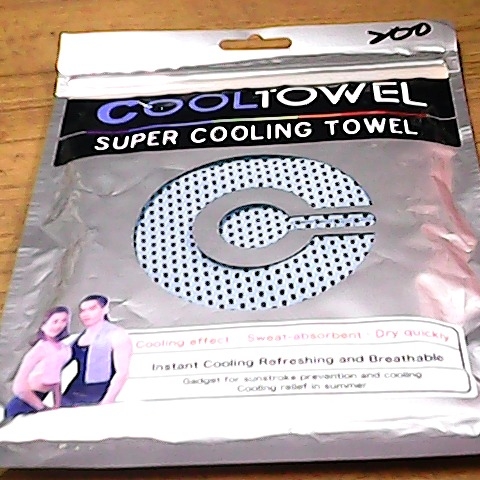 200
COOLTOWEL
SUPER COOLING TOWEL
Cooling effect · Sweat-absorbent · Dry quickly
Instant Cooling Refreshing and Breathable
Gadget for sunstroke prevention and cooling
Cooling relief in summer